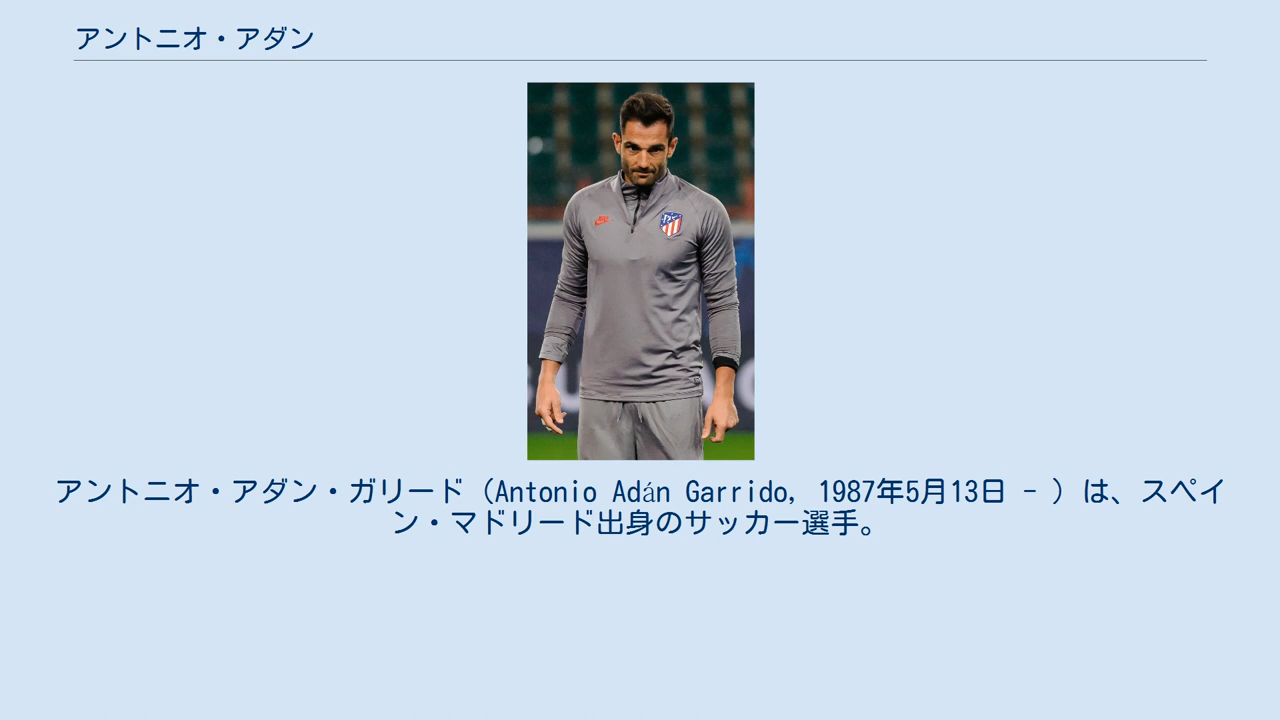 アントニオ・アダン
アントニオ・アダン・ガリード（Antonio Adán Garrido, 1987年5月13日 - ）は、スペイ
ン・マドリード出身のサッカー選手。